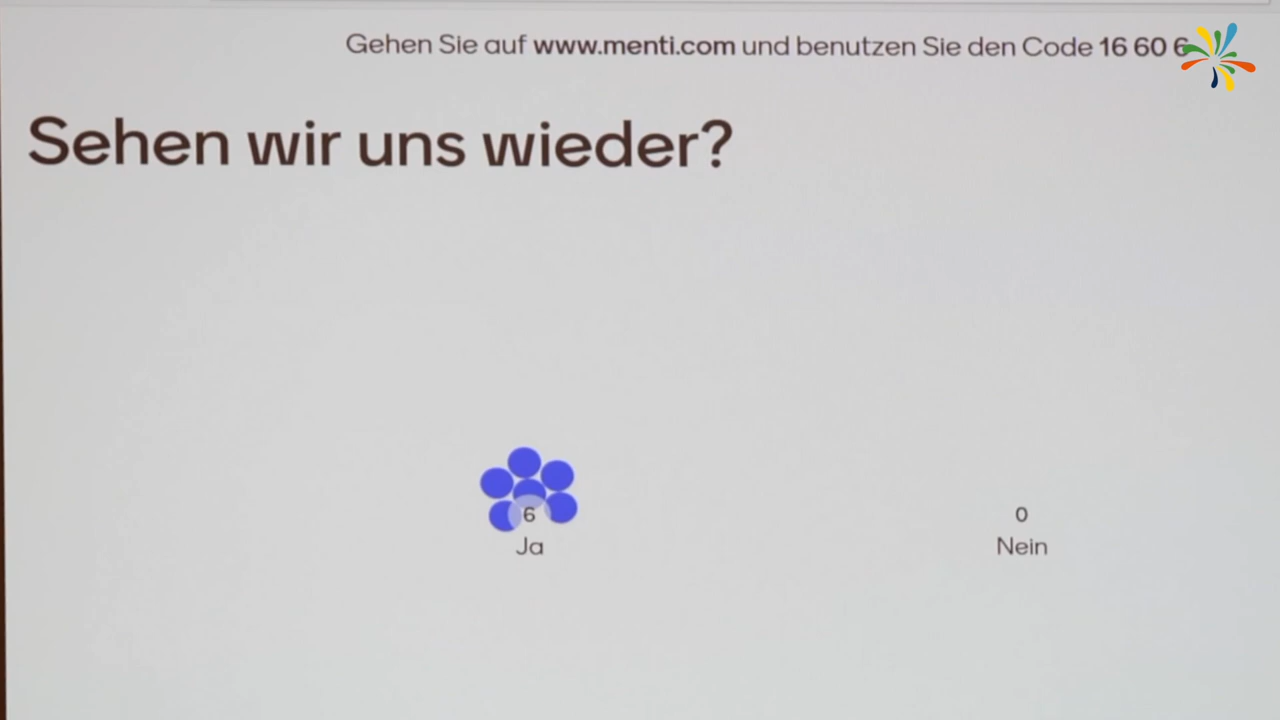 Gehen Sie auf www.menti.com und benutzen Sie den Code 16 60 6
Sehen wir uns wieder?
6
0
Ja
Nein